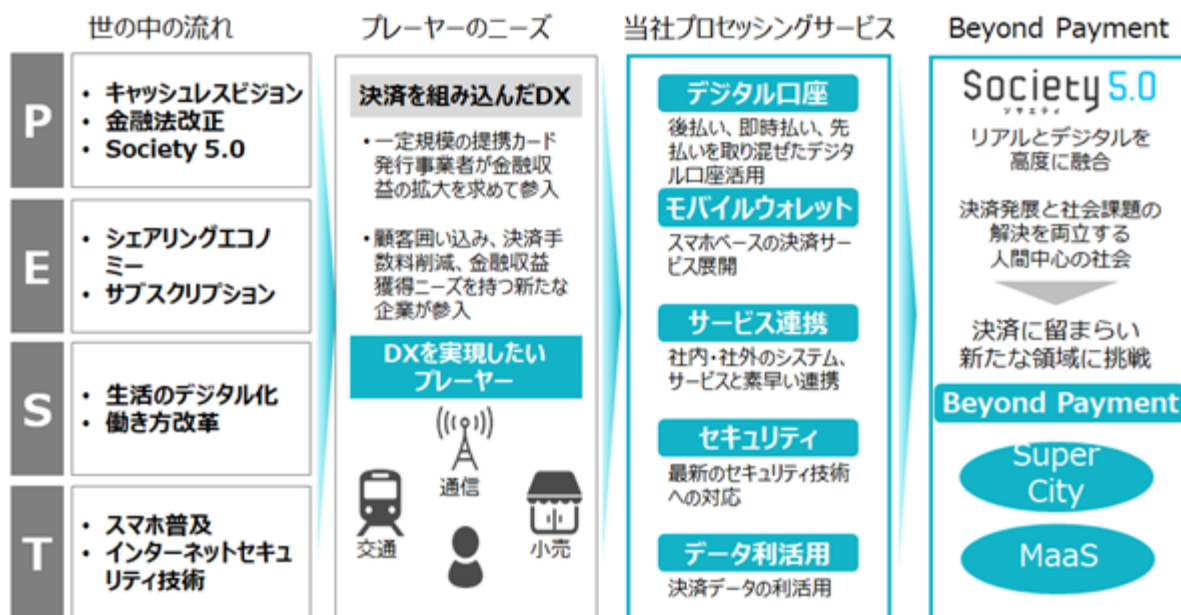 世の中の流れ
プレーヤーのニーズ
当社プロセッシングサービス
Beyond Payment
P
• キャッシュレスビジョン
• 金融法改正
• Society 5.0
E
• シェアリングエコノ
ミー
• サブスクリプション
S
• 生活のデジタル化
• 働き方改革
T
• スマホ普及
• インターネットセキュ
リティ技術
決済を組み込んだDX
・一定規模の提携カード
発行事業者が金融収
益の拡大を求めて参入
・顧客囲い込み、決済手
数料削減、金融収益
獲得ニーズを持つ新たな
企業が参入
DXを実現したい
プレーヤー
通信
交通
小売
デジタル口座
後払い、即時払い、先
払いを取り混ぜたデジタ
ル口座活用
モバイルウォレット
スマホベースの決済サー
ビス展開
サービス連携
社内・社外のシステム、
サービスと素早い連携
セキュリティ
最新のセキュリティ技術
への対応
データ利活用
決済データの利活用
Society 5.0
ソサエティ
リアルとデジタルを
高度に融合
決済発展と社会課題の
解決を両立する
人間中心の社会
決済に留まらい
新たな領域に挑戦
Beyond Payment
Super
City
MaaS